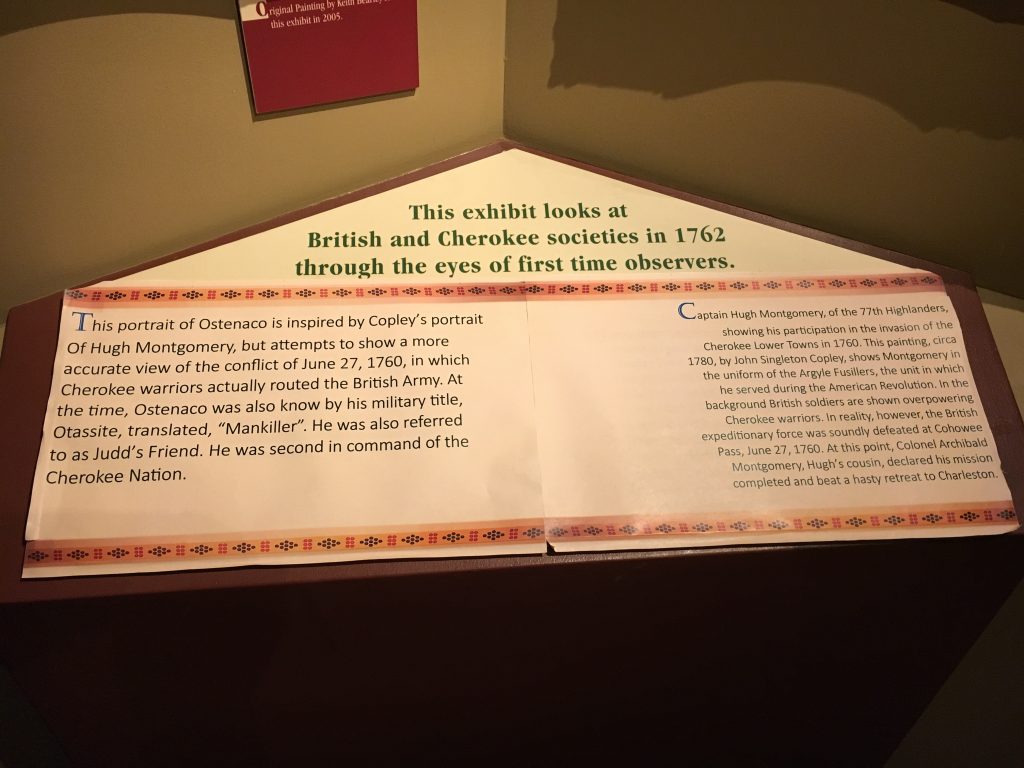 Original Painting by Keith
this exhibit in 2005.
This exhibit looks at
British and Cherokee societies in 1762
through the eyes of first time observers.
This portrait of Ostenaco is inspired by Copley's portrait
Of Hugh Montgomery, but attempts to show a more
accurate view of the conflict of June 27, 1760, in which
Cherokee warriors actually routed the British Army. At
the time, Ostenaco was also know by his military title,
Otassite, translated, “Mankiller”. He was also referred
to as Judd's Friend. He was second in command of the
Cherokee Nation.
Captain Hugh Montgomery, of the 77th Highlanders,
showing his participation in the invasion of the
Cherokee Lower Towns in 1760. This painting, circa
1780, by John Singleton Copley, shows Montgomery in
the uniform of the Argyle Fusillers, the unit in which
he served during the American Revolution. In the
background British soldiers are shown overpowering
Cherokee warriors. In reality, however, the British
expeditionary force was soundly defeated at Cohowee
Pass, June 27, 1760. At this point, Colonel Archibald
Montgomery, Hugh's cousin, declared his mission
completed and beat a hasty retreat to Charleston.